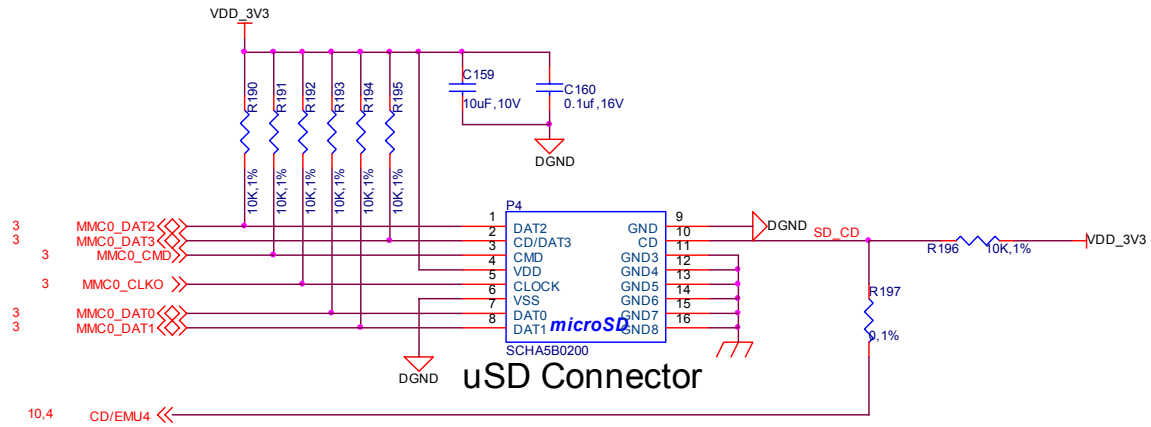 VDD_3V3
R190
R191
R192
R193
R194
R195
10K,1%
10K,1%
10K,1%
10K,1%
10K,1%
10K,1%
C159
10uF,10V
C160
0.1uf,16V
DGND
P4
3 MMC0_DAT2 1 DAT2 GND 9 DGND
3 MMC0_DAT3 2 CD/DAT3 CD 10 SD_CD R196 10K,1% VDD_3V3
3 MMC0_CMD 3 CMD GND3 11
4 VDD GND4 12
3 MMC0_CLKO 5 CLOCK GND5 13
6 VSS GND6 14
3 MMC0_DAT0 7 DAT0 GND7 15
3 MMC0_DAT1 8 DAT1 microSD GND8 16
R197
0,1%
SCHA5B0200
DGND
uSD Connector
10,4 CD/EMU4